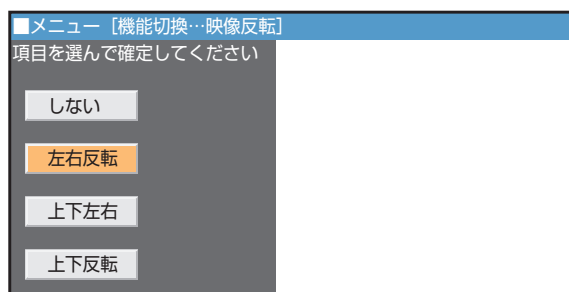 ■メニュー［機能切換…映像反転］
項目を選んで確定してください
しない
左右反転
上下左右
上下反転